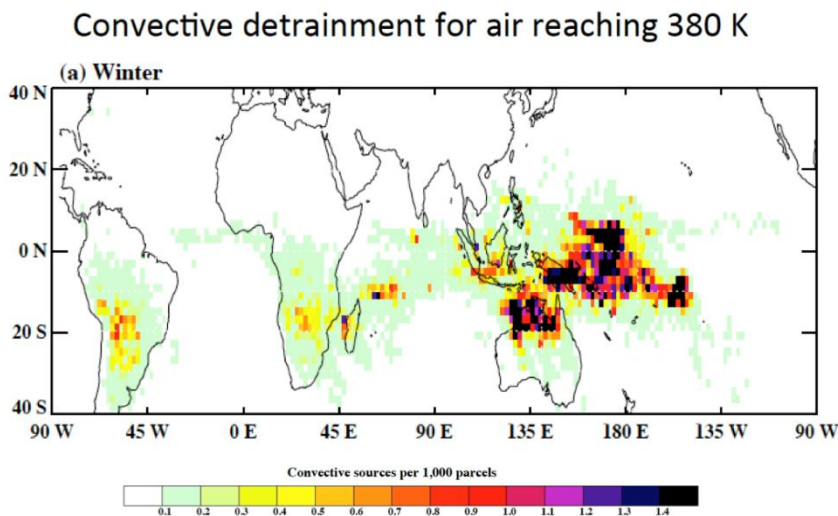 Convective detrainment for air reaching 380 K
(a) Winter
40 N
20 N
0 N
20 S
40 S
90 W 45 W 0 E 45 E 90 E 135 E 180 E 135 W 90 W
Convective sources per 1,000 parcels
0.1 0.2 0.3 0.4 0.5 0.6 0.7 0.8 0.9 1.0 1.1 1.2 1.3 1.4